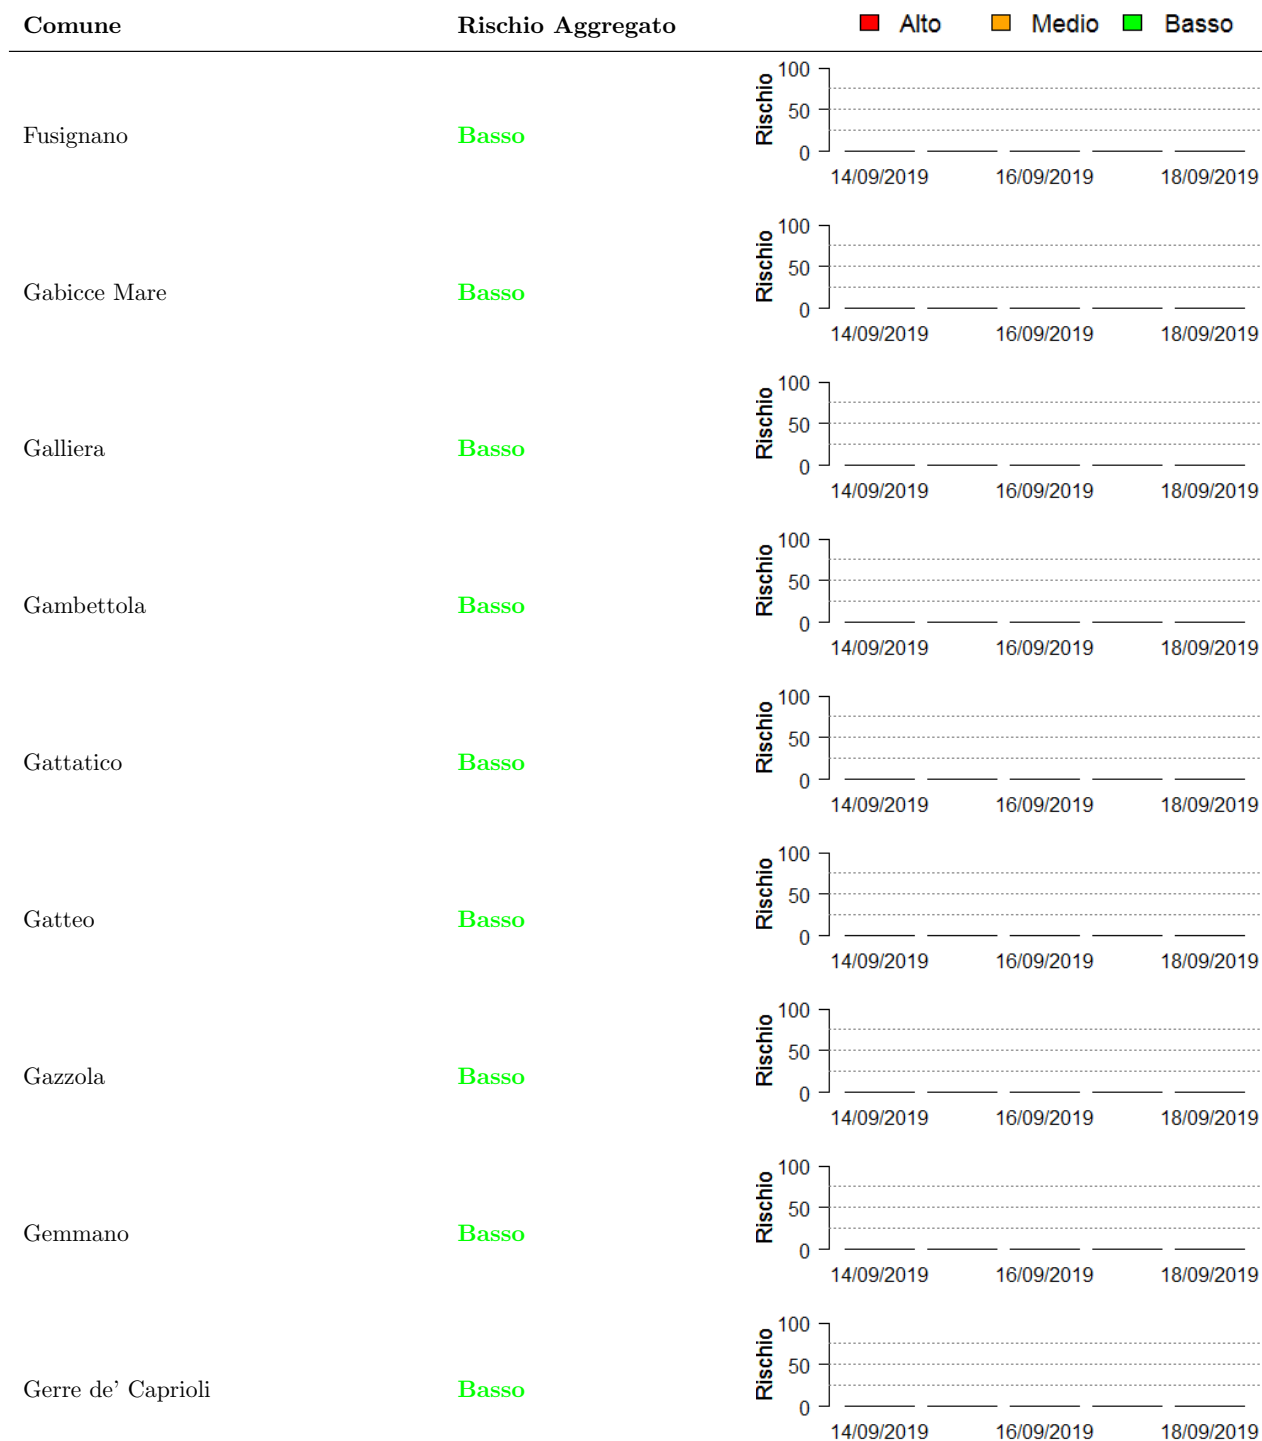 Comune Rischio Aggregato Alto Medio Basso
Fusignano Basso
Rischio
100
50
0
14/09/2019 16/09/2019 18/09/2019
Gabicce Mare Basso
Rischio
100
50
0
14/09/2019 16/09/2019 18/09/2019
Galliera Basso
Rischio
100
50
0
14/09/2019 16/09/2019 18/09/2019
Gambettola Basso
Rischio
100
50
0
14/09/2019 16/09/2019 18/09/2019
Gattatico Basso
Rischio
100
50
0
14/09/2019 16/09/2019 18/09/2019
Gatteo Basso
Rischio
100
50
0
14/09/2019 16/09/2019 18/09/2019
Gazzola Basso
Rischio
100
50
0
14/09/2019 16/09/2019 18/09/2019
Gemmano Basso
Rischio
100
50
0
14/09/2019 16/09/2019 18/09/2019
Gerre de' Caprioli Basso
Rischio
100
50
0
14/09/2019 16/09/2019 18/09/2019